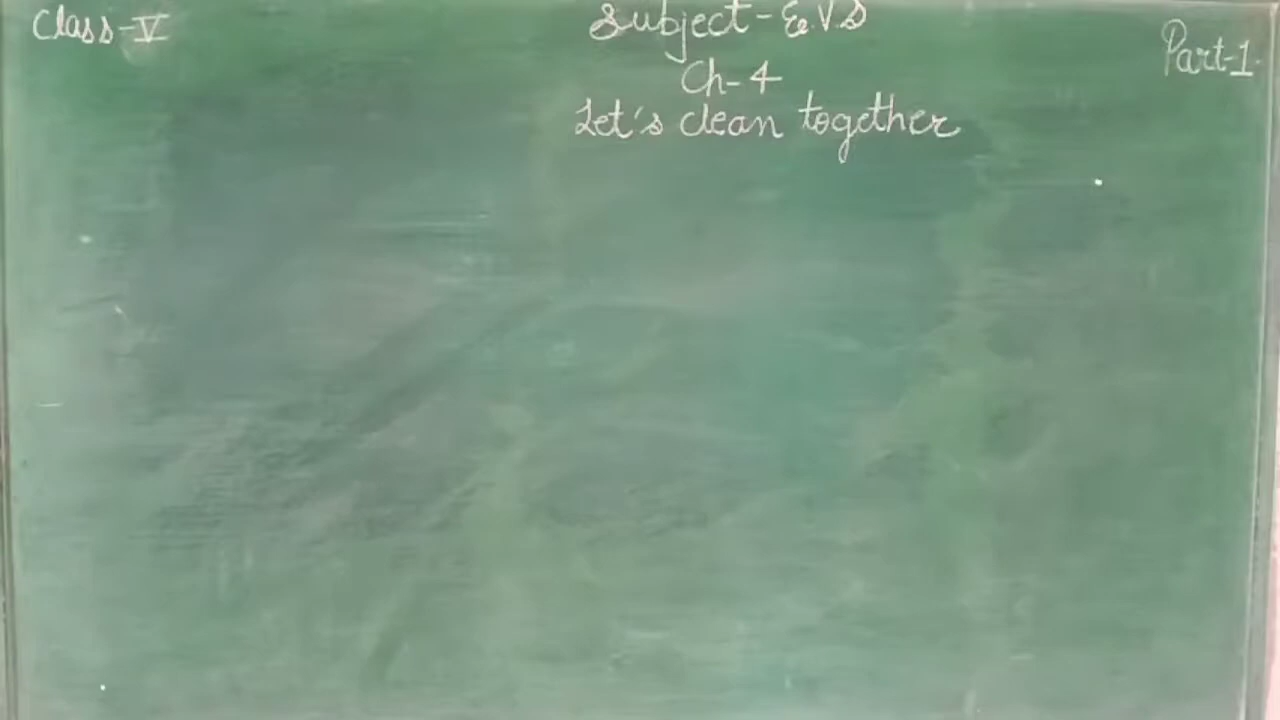 Class-V
Subject- E.V.S
Part-1.
Ch-4
Let's clean together